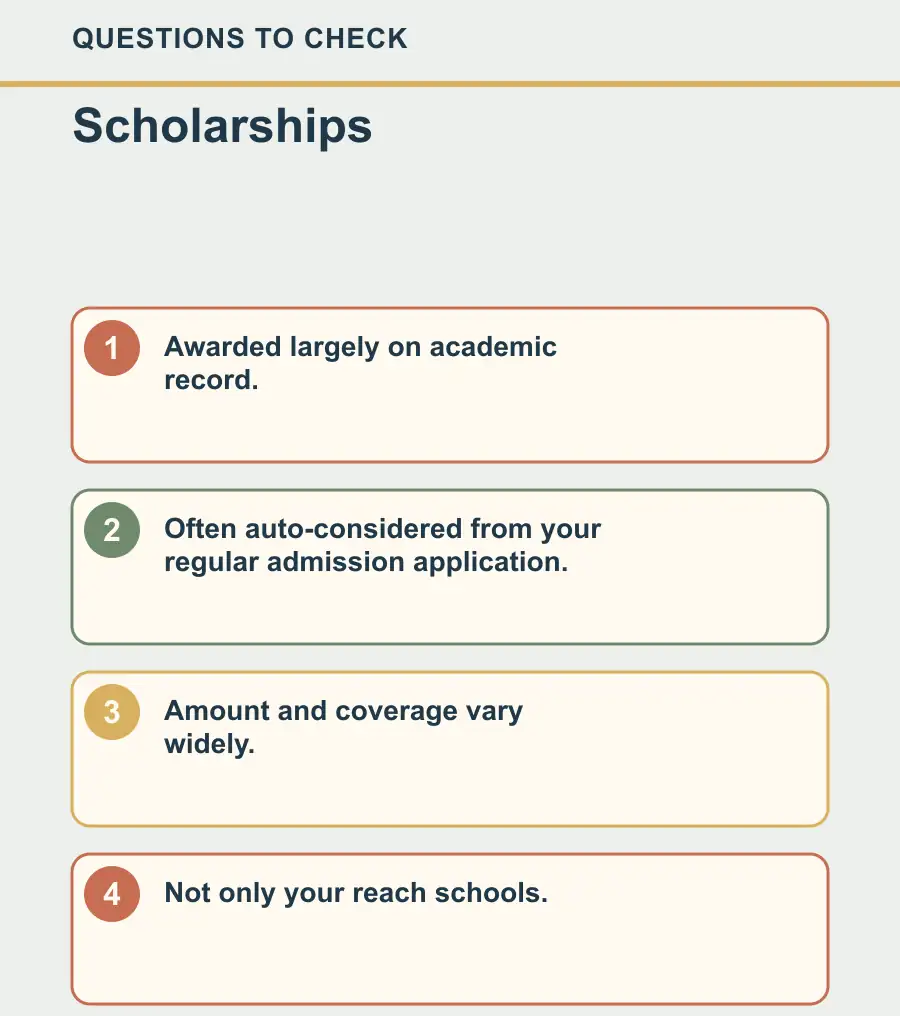 QUESTIONS TO CHECK
Scholarships
1
Awarded largely on academic
record.
2
Often auto-considered from your
regular admission application.
3
Amount and coverage vary
widely.
4
Not only your reach schools.